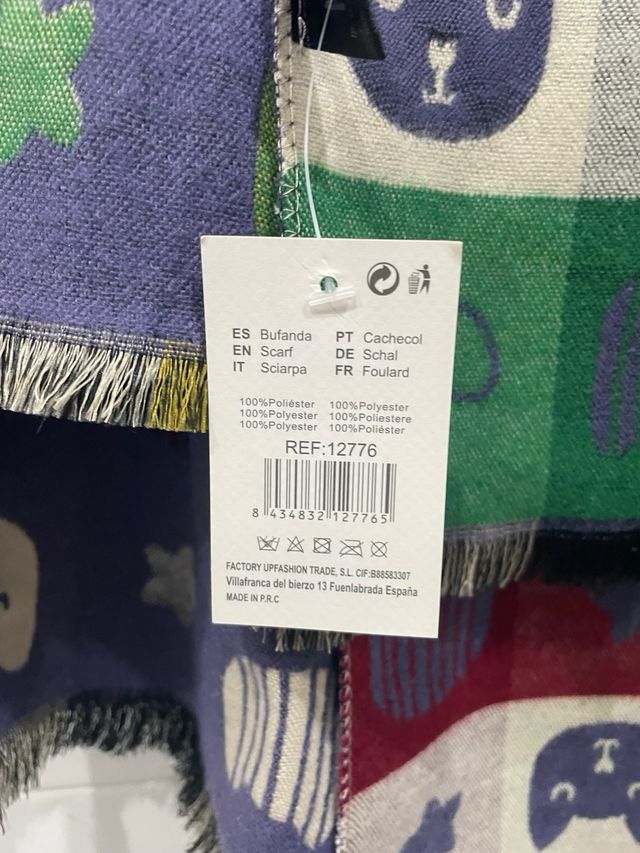 ES Bufanda PT Cachecol
EN Scarf DE Schal
IT Sciarpa FR Foulard
100%Poliéster 100%Polyester
100%Polyester 100%Poliestere
100%Polyester 100%Poliéster
REF:12776
8 434832 127765
FACTORY UPFASHION TRADE, S.L. CIF:B88583307
Villafranca del bierzo 13 Fuenlabrada España
MADE IN P.R.C